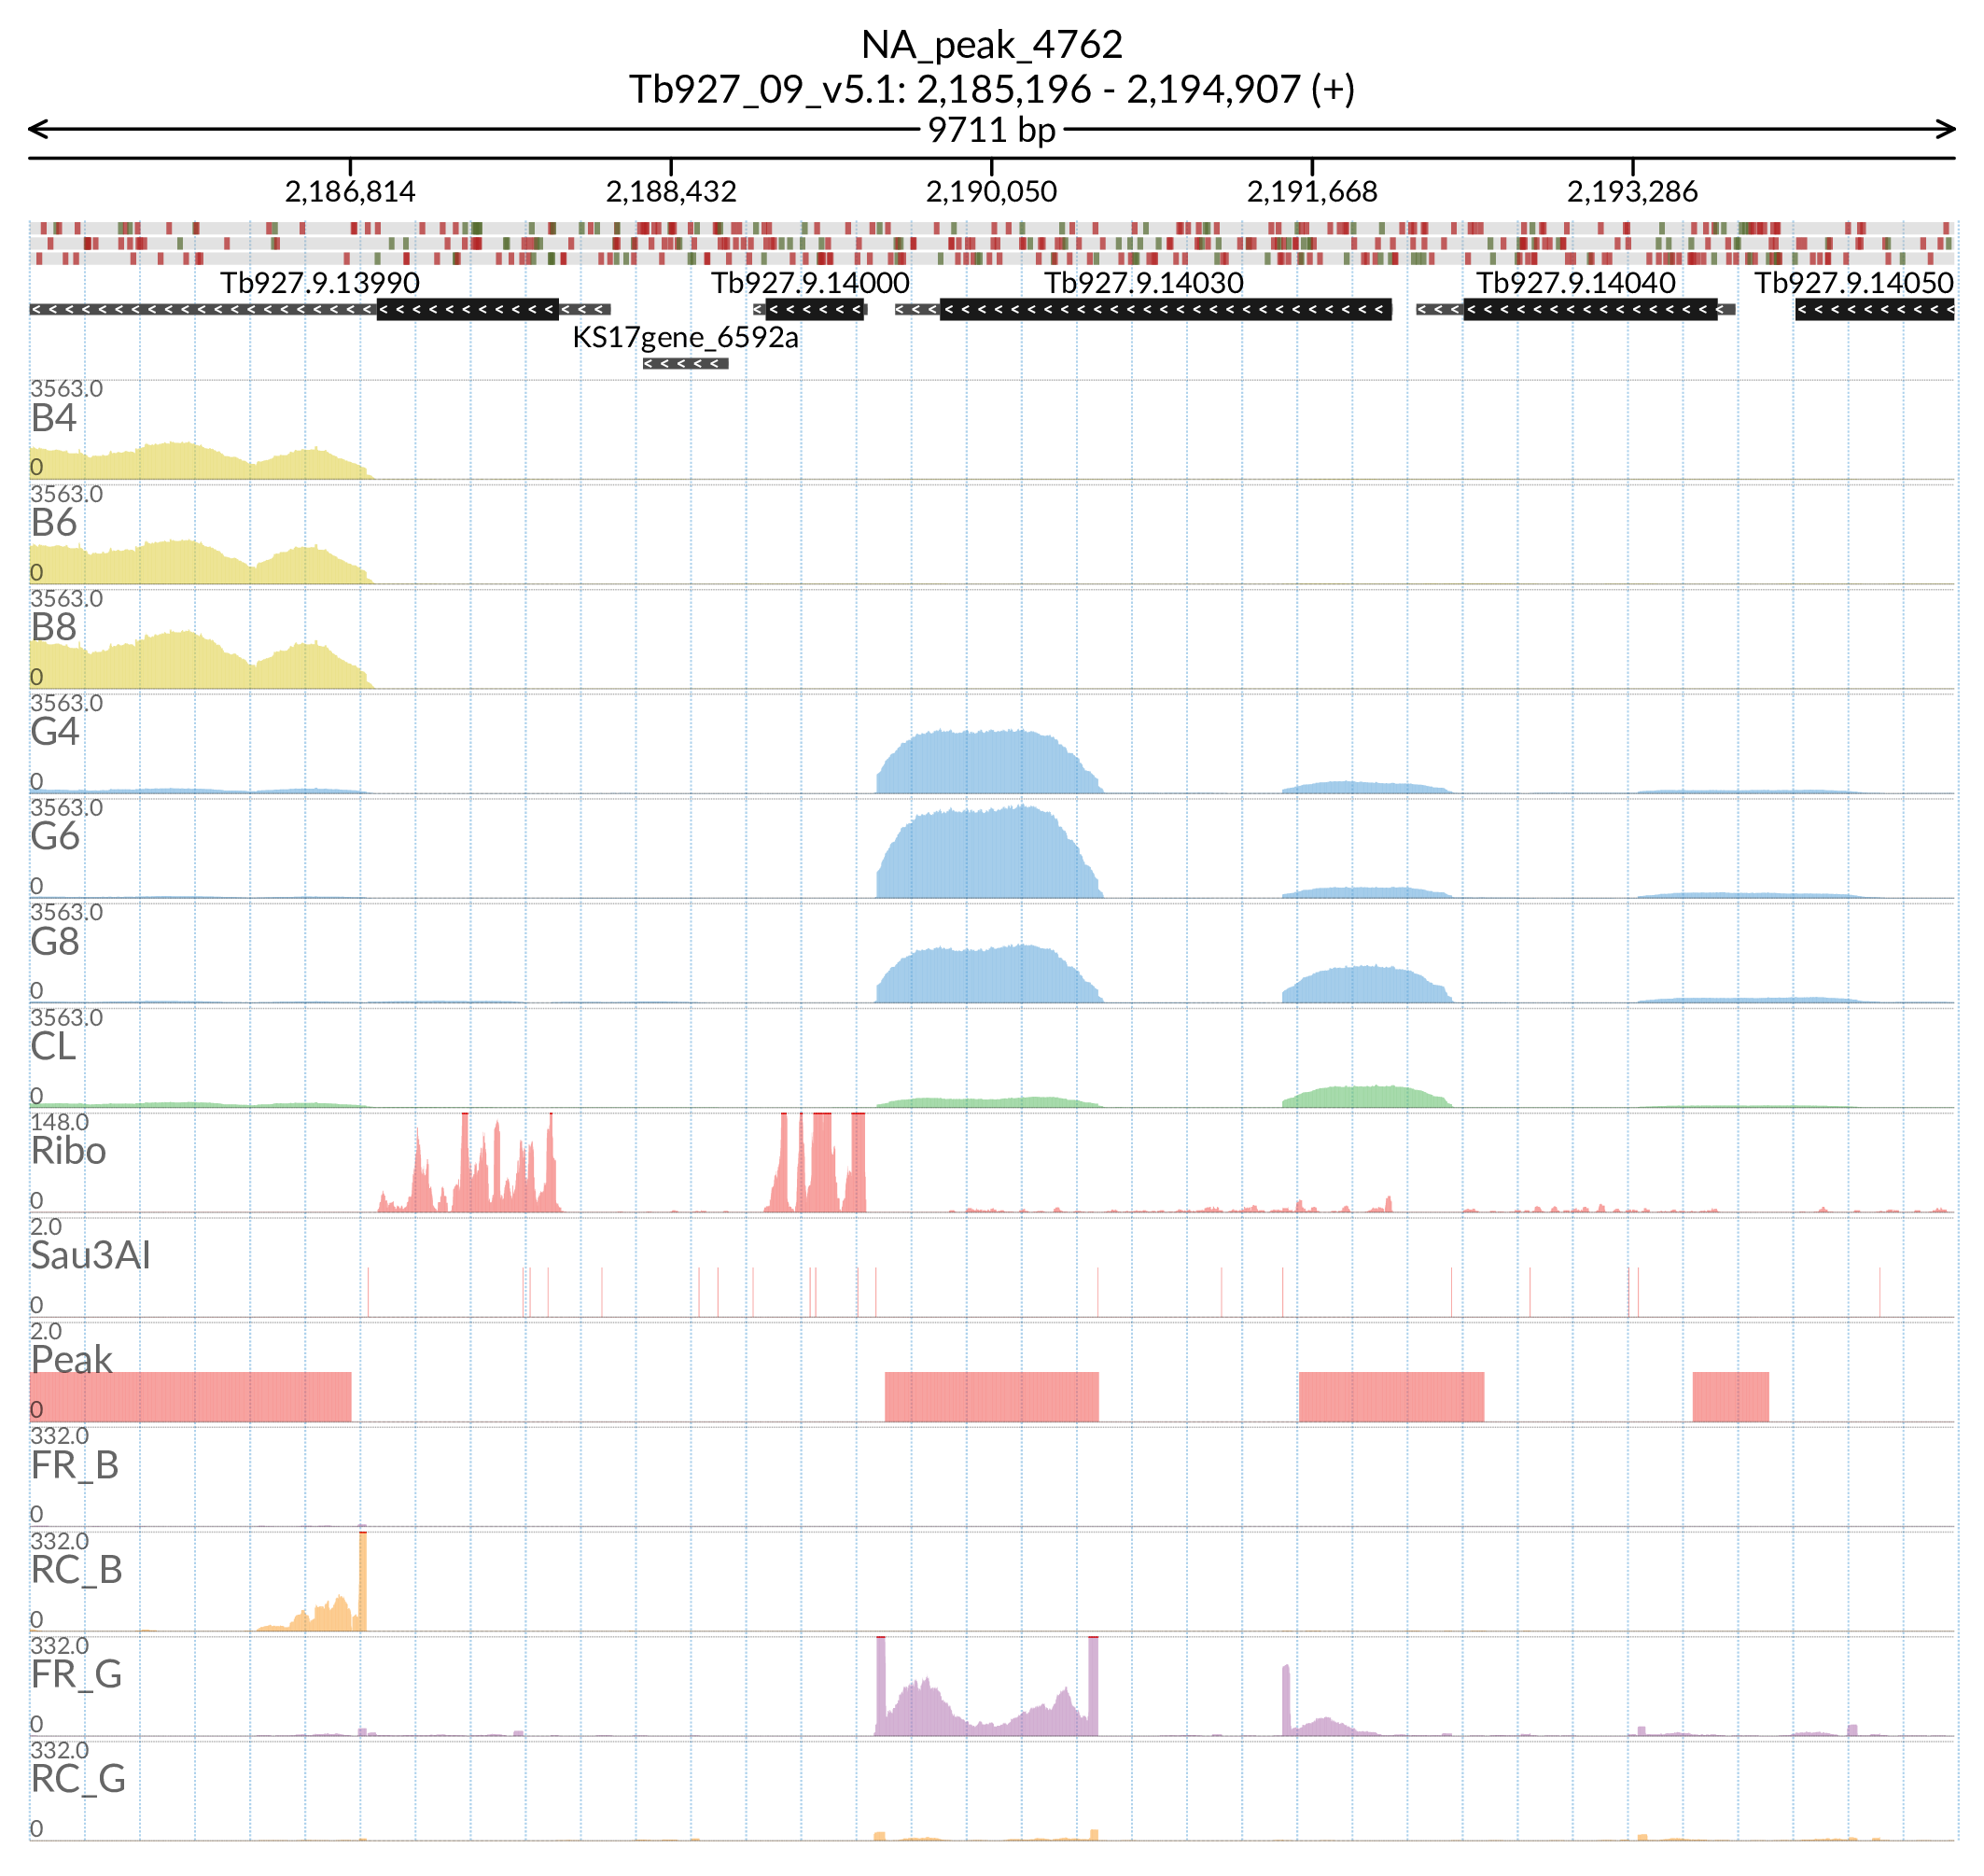 NA_peak_4762
Tb927_09_v5.1: 2,185,196 - 2,194,907 (+)
9711 bp
2,186,814 2,188,432 2,190,050 2,191,668 2,193,286
Tb927.9.13990 Tb927.9.14000 Tb927.9.14030 Tb927.9.14040 Tb927.9.14050
KS17gene_6592a
3563.0
B4
0
3563.0
B6
0
3563.0
B8
0
3563.0
G4
0
3563.0
G6
0
3563.0
G8
0
3563.0
CL
0
148.0
Ribo
0
2.0
Sau3AI
0
2.0
Peak
0
332.0
FR_B
0
332.0
RC_B
0
332.0
FR_G
0
332.0
RC_G
0